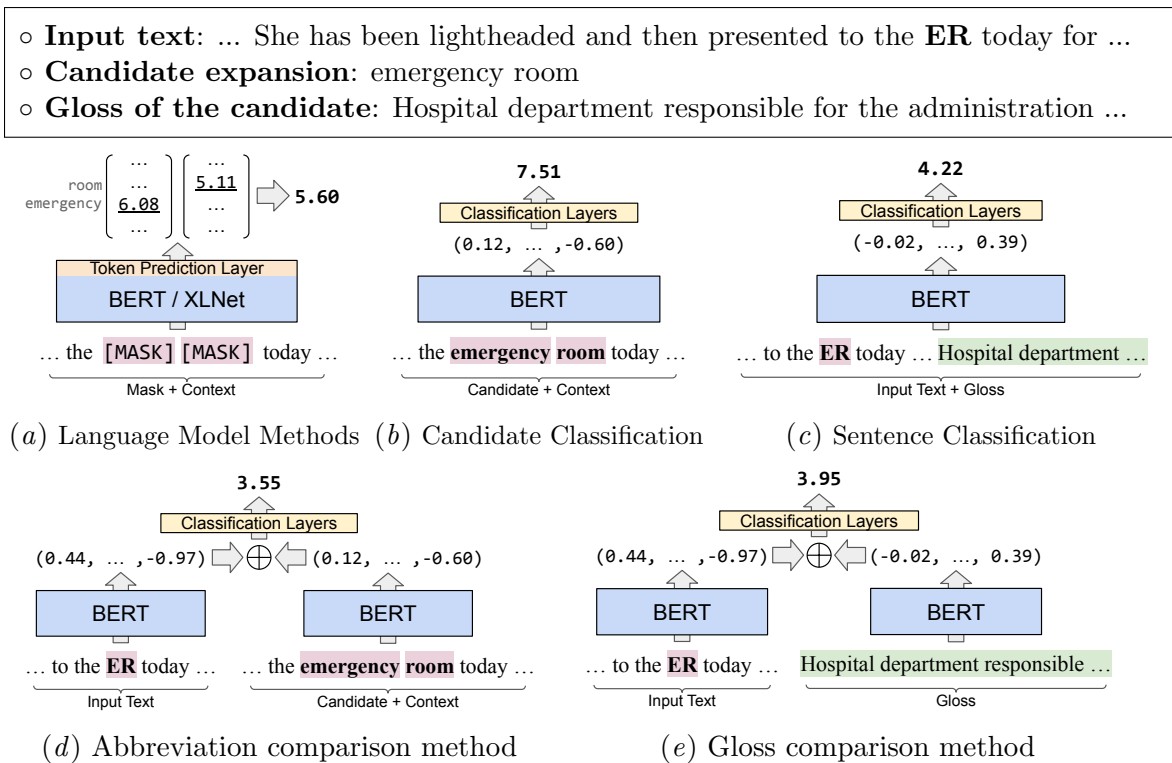 ∘ Input text: ... She has been lightheaded and then presented to the ER today for ...
∘ Candidate expansion: emergency room
∘ Gloss of the candidate: Hospital department responsible for the administration ...
… …
room … 5.11
emergency 6.08 … 5.60
… …
Token Prediction Layer
BERT / XLNet
… the [MASK] [MASK] today …
Mask + Context
(a) Language Model Methods
7.51
Classification Layers
(0.12, … ,-0.60)
BERT
… the emergency room today …
Candidate + Context
(b) Candidate Classification
4.22
Classification Layers
(-0.02, …, 0.39)
BERT
… to the ER today … Hospital department …
Input Text + Gloss
(c) Sentence Classification
3.55
Classification Layers
(0.44, … ,-0.97) ⊕ (0.12, … ,-0.60)
BERT BERT
… to the ER today … … the emergency room today …
Input Text Candidate + Context
(d) Abbreviation comparison method
3.95
Classification Layers
(0.44, … ,-0.97) ⊕ (-0.02, …, 0.39)
BERT BERT
… to the ER today … Hospital department responsible …
Input Text Gloss
(e) Gloss comparison method